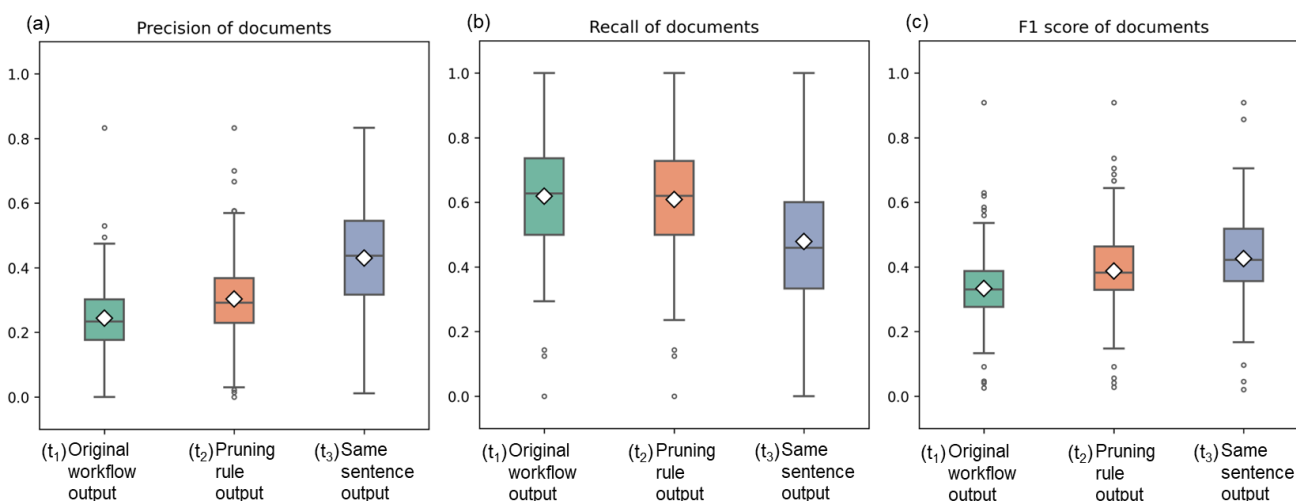 (a)
Precision of documents
1.0
0.8
0.6
0.4
0.2
0.0
(t₁) Original
workflow
output
(t₂) Pruning
rule
output
(t₃) Same
sentence
output
(b)
Recall of documents
1.0
0.8
0.6
0.4
0.2
0.0
(t₁) Original
workflow
output
(t₂) Pruning
rule
output
(t₃) Same
sentence output
(c)
F1 score of documents
1.0
0.8
0.6
0.4
0.2
0.0
(t₁) Original
workflow
output
(t₂) Pruning
rule
output
(t₃) Same
sentence output